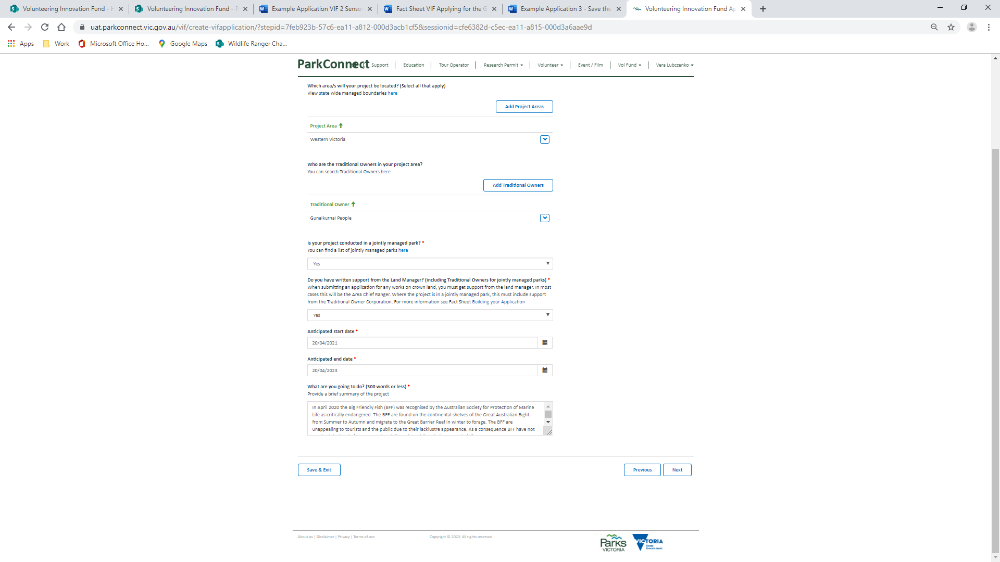 Volunteering Innovation Fund - H
Volunteering Innovation Fund - P
Example Application VIF 2 Senso
Fact Sheet VIF Applying for the G
Example Application 3 - Save the
Volunteering Innovation Fund Ap
uat.parkconnect.vic.gov.au/vif/create-vifapplication/?stepid=7feb923b-57c6-ea11-a812-000d3acb1cf5&sessionid=cfe6382d-c5ec-ea11-a815-000d3a6aae9d
Apps Work Microsoft Office Ho... Google Maps Wildlife Ranger Cha...
ParkConnect Support Education Tour Operator Research Permit Volunteer Event / Film Vol Fund Vera Lubczenko
Which area/s will your project be located? (Select all that apply)
View state wide managed boundaries here
Add Project Areas
Project Area
Western Victoria
Who are the Traditional Owners in your project area?
You can search Traditional Owners here
Add Traditional Owners
Traditional Owner
Gunaikurnai People
Is your project conducted in a jointly managed park? *
You can find a list of jointly managed parks here
Yes
Do you have written support from the Land Manager? (including Traditional Owners for jointly managed parks) *
When submitting an application for any works on crown land, you must get support from the land manager. In most
cases this will be the Area Chief Ranger. Where the project is in a jointly managed park, this must include support
from the Traditional Owner Corporation. For more information see Fact Sheet Building your Application
Yes
Anticipated start date *
20/04/2021
Anticipated end date *
20/04/2023
What are you going to do? (300 words or less) *
Provide a brief summary of the project
In April 2020 the Big Friendly Fish (BFF) was recognised by the Australian Society for Protection of Marine
Life as critically endangered. The BFF are found on the continental shelves of the Great Australian Bight
from Summer to Autumn and migrate to the Great Barrier Reef in winter to forage. The BFF are
unappealing to tourists and the public due to their lacklustre appearance. As a consequence BFF have not
Save & Exit
Previous
Next
About us | Disclaimer | Privacy | Terms of use
Copyright © 2020. All rights reserved.
Parks
VICTORIA
VICTORIA
State
Government